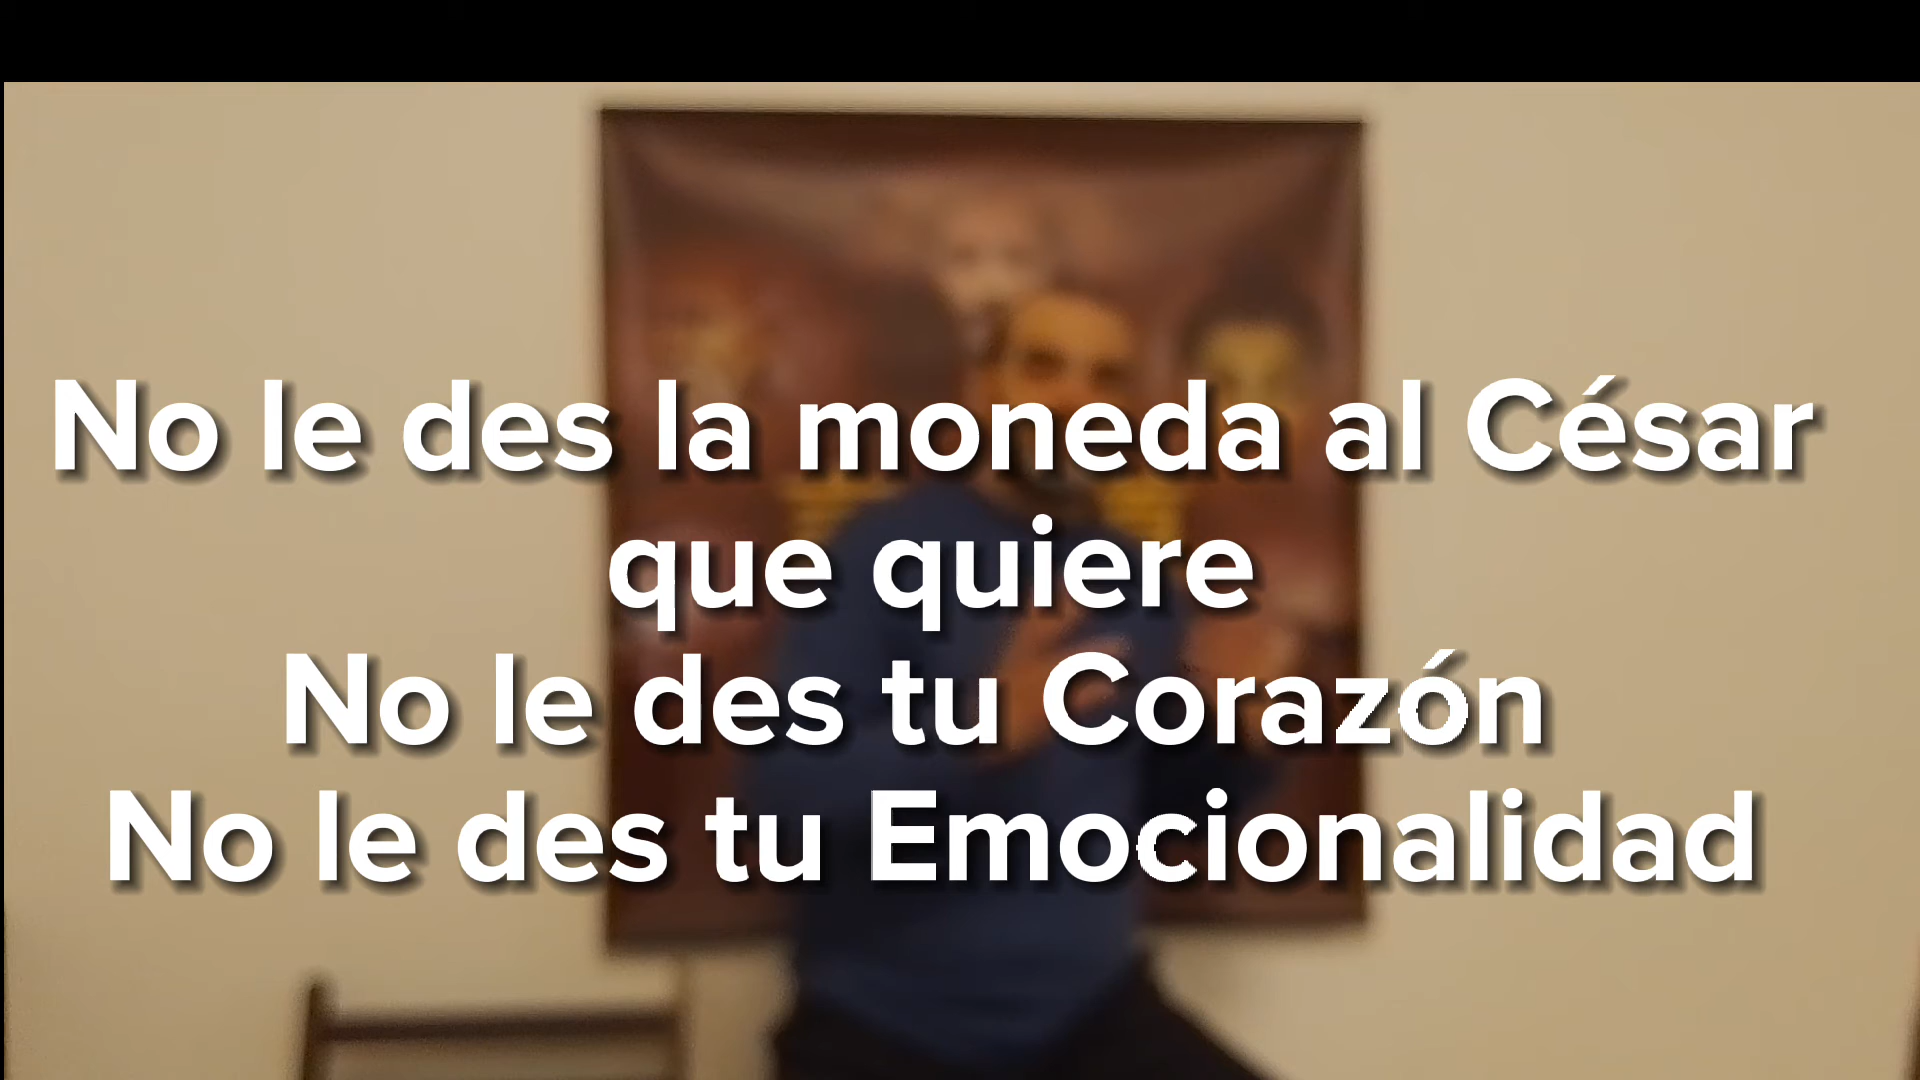 No le des la moneda al César
que quiere
No le des tu Corazón
No le des tu Emocionalidad